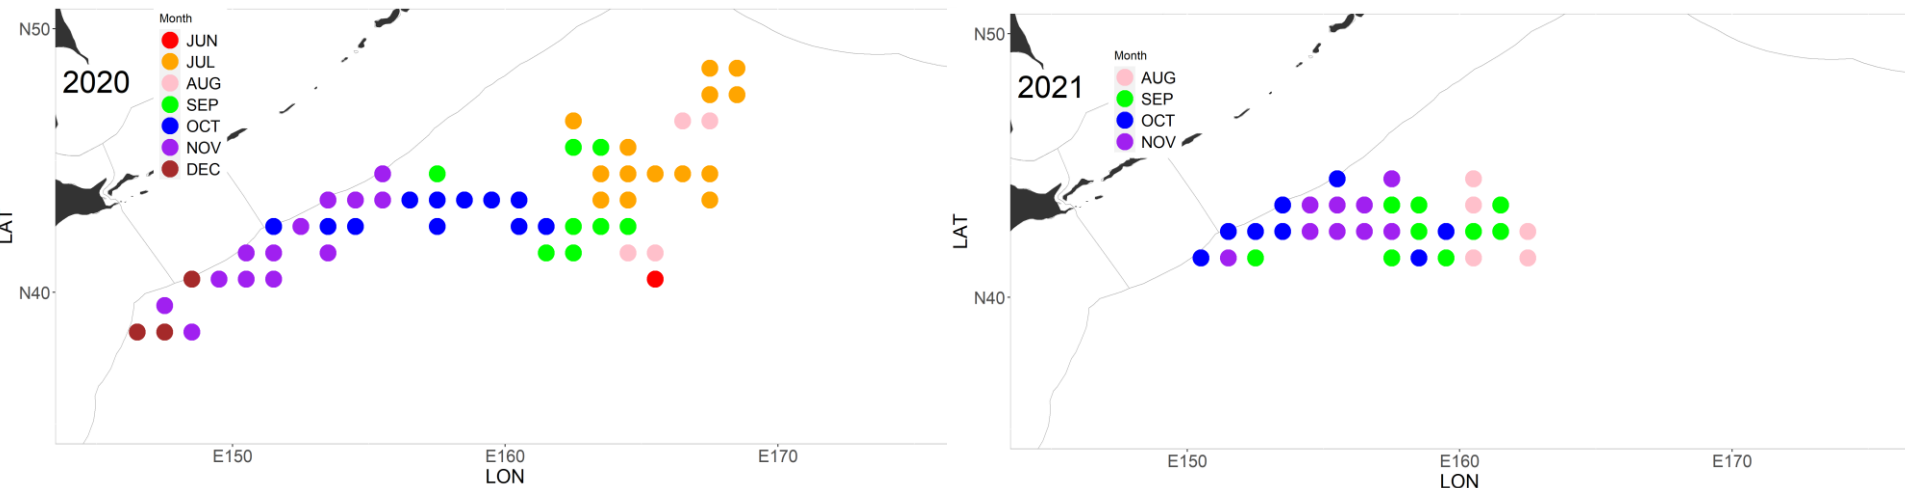 Month
JUN
JUL
AUG
SEP
OCT
NOV
DEC
2020
N50
N40
LAT
E150
E160
E170
LON
Month
AUG
SEP
OCT
NOV
2021
N50
N40
LAT
E150
E160
E170
LON